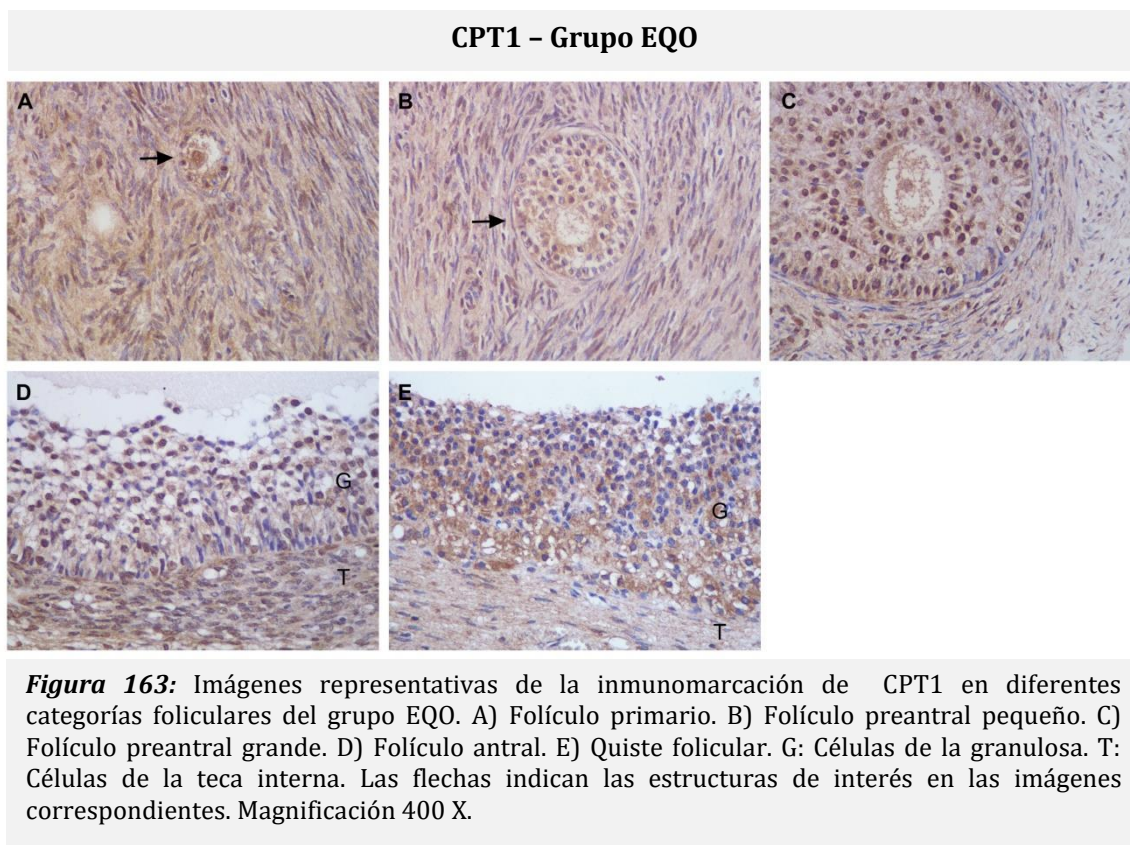 CPT1 – Grupo EQO
A
B
C
D
G
T
E
G
T
Figura 163: Imágenes representativas de la inmunomarcación de CPT1 en diferentes
categorías foliculares del grupo EQO. A) Folículo primario. B) Folículo preantral pequeño. C)
Folículo preantral grande. D) Folículo antral. E) Quiste folicular. G: Células de la granulosa. T:
Células de la teca interna. Las flechas indican las estructuras de interés en las imágenes
correspondientes. Magnificación 400 X.